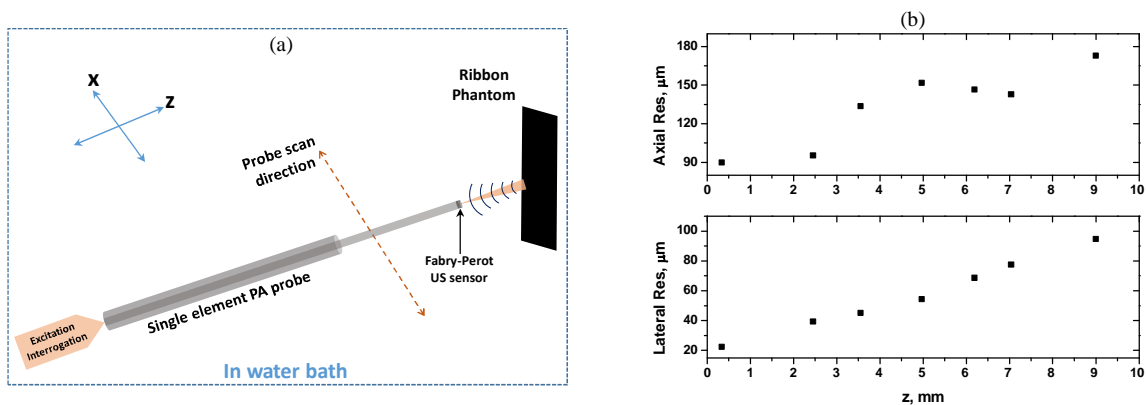 (a)
X
Z
Ribbon
Phantom
Probe scan
direction
Fabry-Perot
US sensor
Single element PA probe
Excitation
Interrogation
In water bath
(b)
180
150
120
90
Axial Res, µm
0 1 2 3 4 5 6 7 8 9 10
100
80
60
40
20
Lateral Res, µm
0 1 2 3 4 5 6 7 8 9 10
z, mm